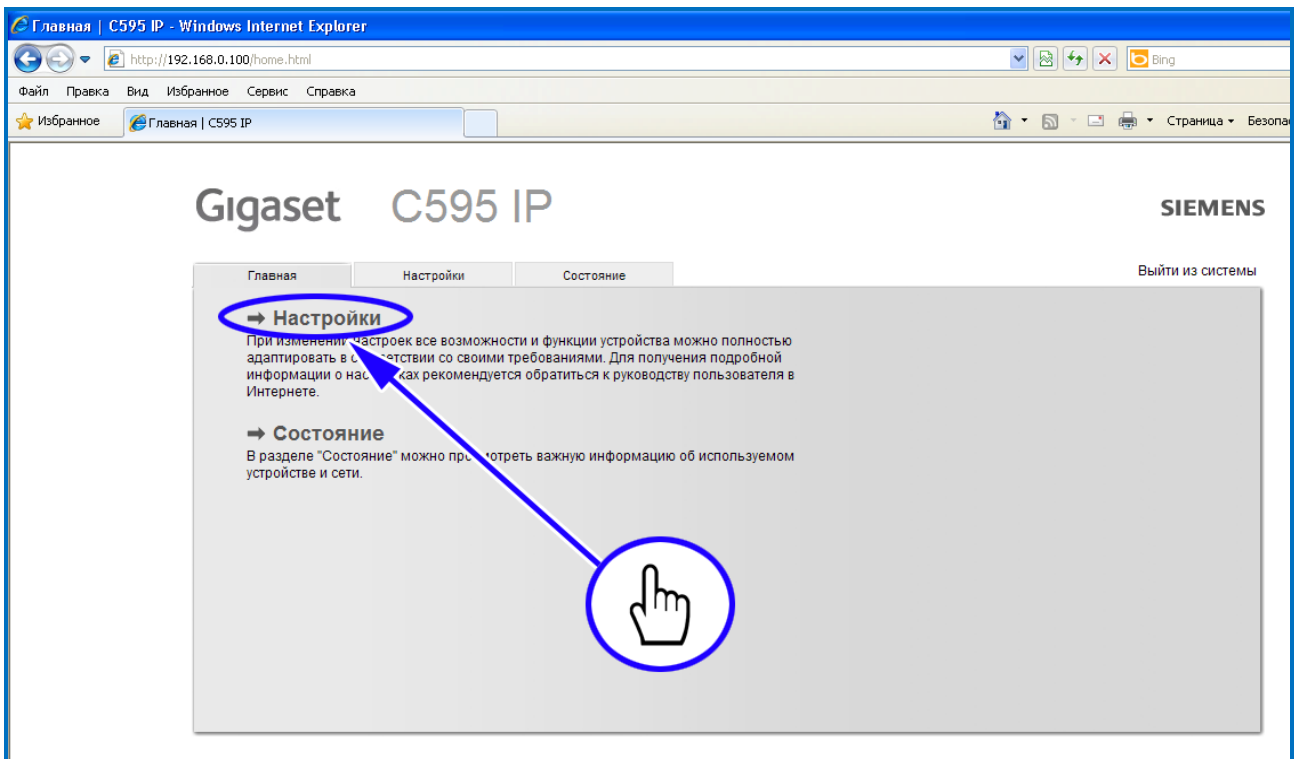 Главная | C595 IP - Windows Internet Explorer
http://192.168.0.100/home.html
Bing
Файл Правка Вид Избранное Сервис Справка
Избранное
Главная | C595 IP
Страница
Gigaset C595 IP
SIEMENS
Главная Настройки Состояние
Выйти из системы
➡ Настройки
При изменении настроек все возможности и функции устройства можно полностью
адаптировать в со своими требованиями. Для получения подробной
информации о рекомендуется обратиться к руководству пользователя в
Интернете.
➡ Состояние
В разделе "Состояние" можно просмотреть важную информацию об используемом
устройстве и сети.